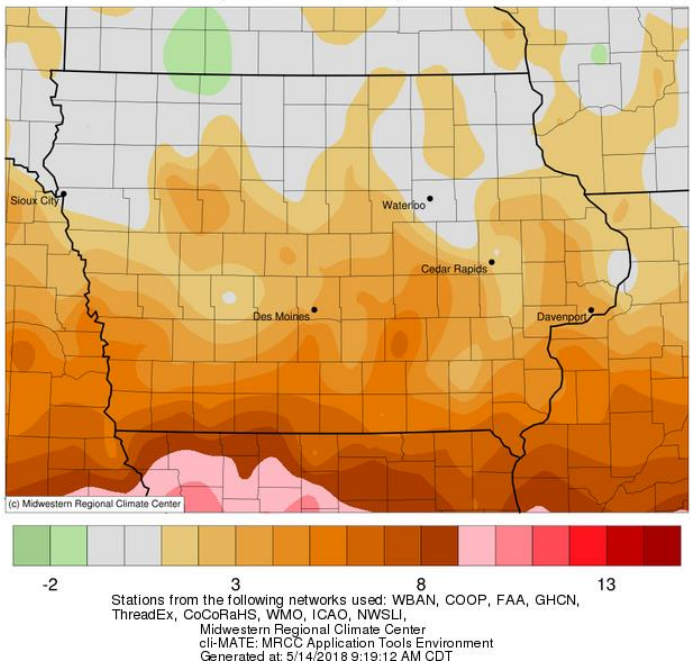 Sioux City
Waterloo
Cedar Rapids
Des Moines
Davenport
(c) Midwestern Regional Climate Center
-2 3 8 13
Stations from the following networks used: WBAN, COOP, FAA, GHCN,
ThreadEx, CoCoRaHS, WMO, ICAO, NWSLI,
Midwestern Regional Climate Center
cli-MATE: MRCC Application Tools Environment
Generated at: 5/14/2018 9:19:12 AM CDT